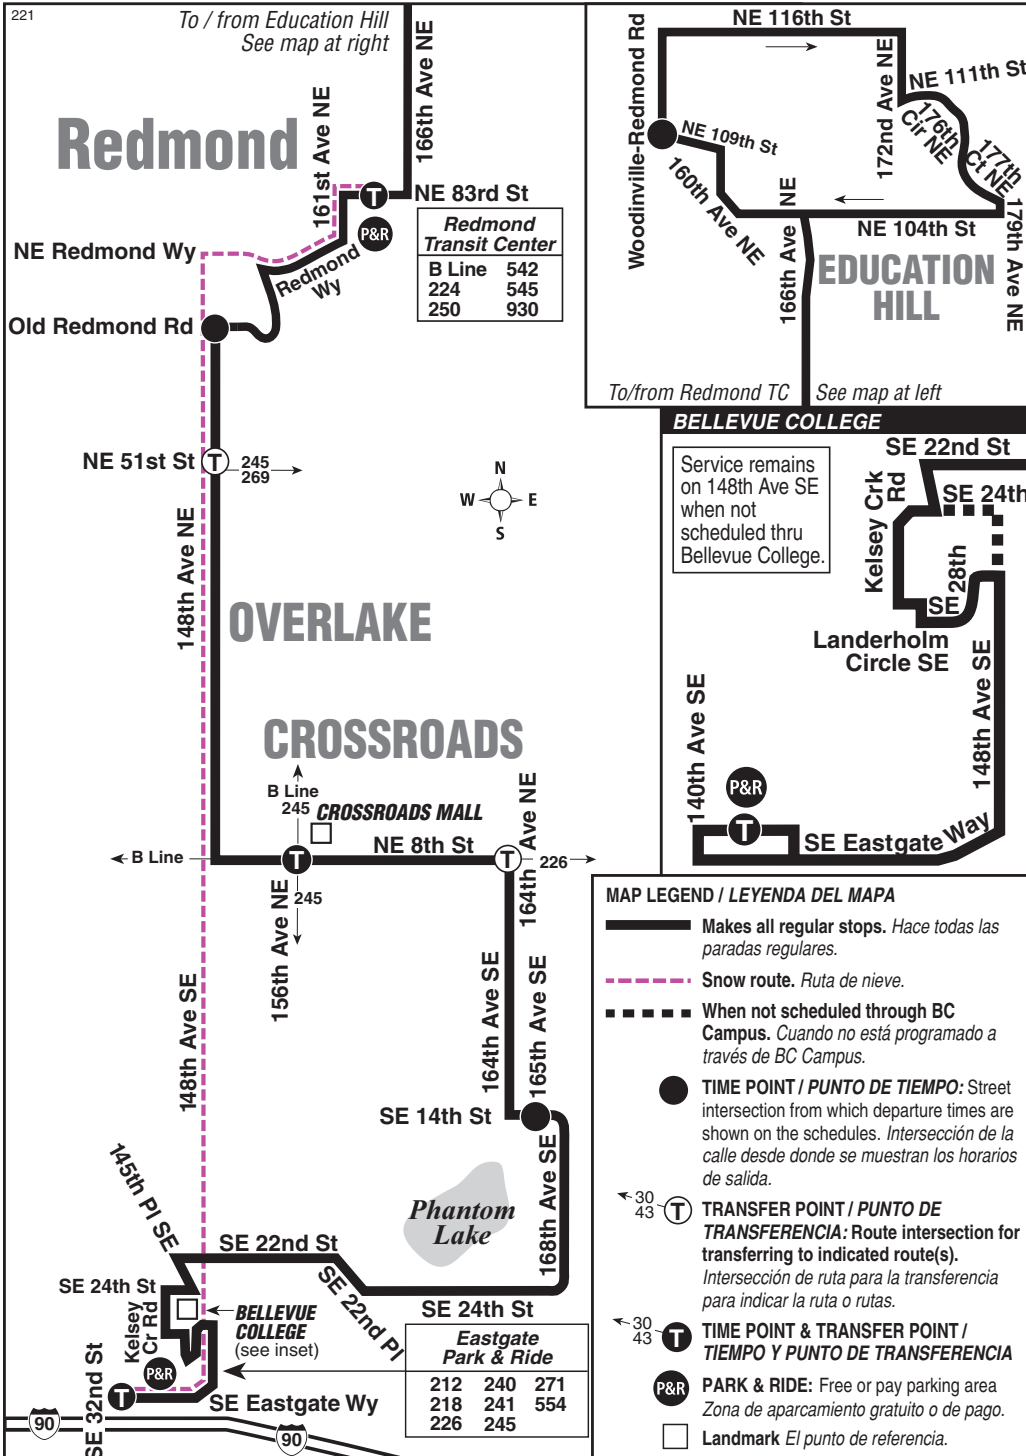 221
To / from Education Hill
See map at right
Redmond
161st Ave NE
166th Ave NE
NE 83rd St
T
P&R
Redmond
Transit Center
B Line 542
224 545
250 930
NE Redmond Wy
Redmond
Wy
Old Redmond Rd
NE 51st St
T
245
269
N
W E
S
148th Ave NE
OVERLAKE
CROSSROADS
B Line
245
CROSSROADS MALL
NE 8th St
B Line
T
245
156th Ave NE
164th Ave NE
T
226
148th Ave SE
164th Ave SE
165th Ave SE
SE 14th St
168th Ave SE
Phantom
Lake
145th Pl SE
SE 22nd St
SE 22nd Pl
SE 24th St
SE 24th St
Kelsey
Cr Rd
BELLEVUE
COLLEGE
(see inset)
P&R
T
SE 32nd St
SE Eastgate Wy
90
90
Eastgate
Park & Ride
212 240 271
218 241 554
226 245
NE 116th St
Woodinville-Redmond Rd
172nd Ave NE
NE 111th St
176th
Cir NE
177th
Ct NE
179th Ave NE
NE 109th St
160th Ave NE
166th Ave NE
NE 104th St
EDUCATION
HILL
To/from Redmond TC
See map at left
BELLEVUE COLLEGE
Service remains
on 148th Ave SE
when not
scheduled thru
Bellevue College.
SE 22nd St
Kelsey Crk
Rd
SE 24th
SE 28th
Landerholm
Circle SE
148th Ave SE
140th Ave SE
P&R
T
SE Eastgate Way
MAP LEGEND / LEYENDA DEL MAPA
Makes all regular stops. Hace todas las
paradas regulares.
Snow route. Ruta de nieve.
When not scheduled through BC
Campus. Cuando no está programado a
través de BC Campus.
TIME POINT / PUNTO DE TIEMPO: Street
intersection from which departure times are
shown on the schedules. Intersección de la
calle desde donde se muestran los horarios
de salida.
30
43
T
TRANSFER POINT / PUNTO DE
TRANSFERENCIA: Route intersection for
transferring to indicated route(s).
Intersección de ruta para la transferencia
para indicar la ruta o rutas.
30
43
T
TIME POINT & TRANSFER POINT /
TIEMPO Y PUNTO DE TRANSFERENCIA
P&R
PARK & RIDE: Free or pay parking area
Zona de aparcamiento gratuito o de pago.
Landmark El punto de referencia.